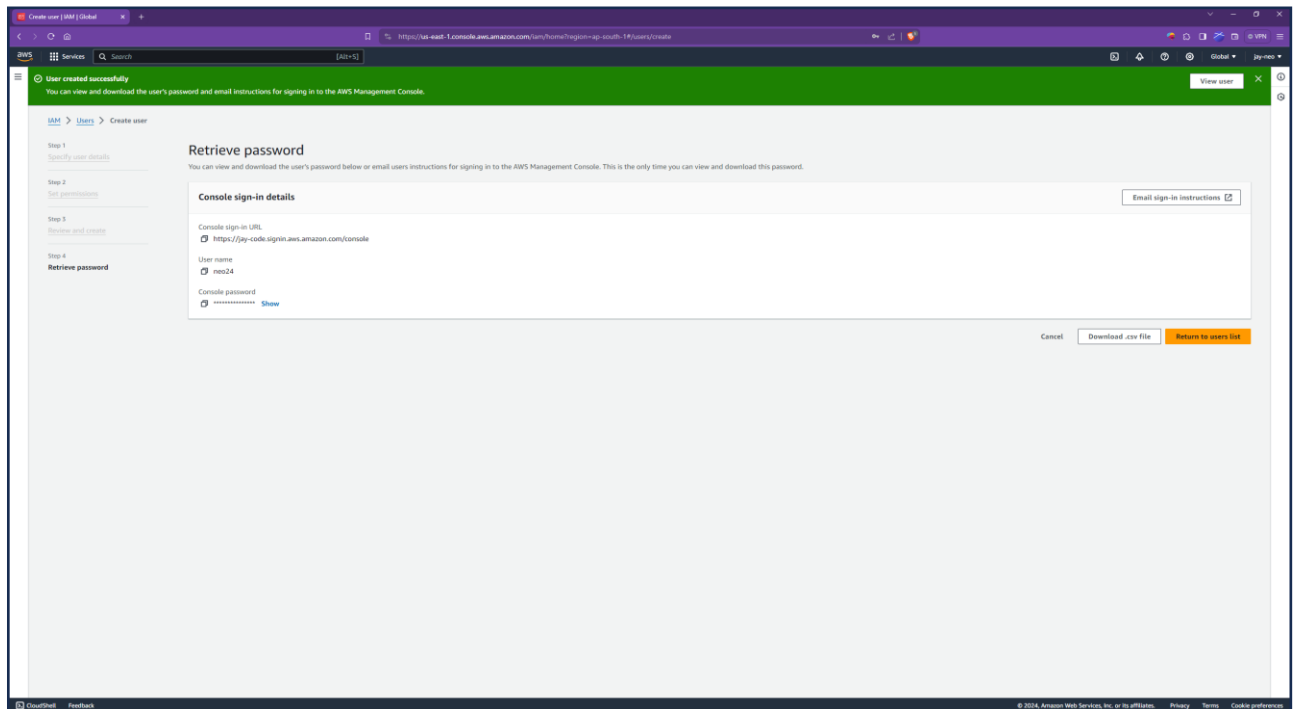 Create user | IAM | Global
https://us-east-1.console.aws.amazon.com/iam/home?region=ap-south-1#/users/create
VPN
aws
Services
Search
[Alt+S]
Global
jay-neo
User created successfully
You can view and download the user's password and email instructions for signing in to the AWS Management Console.
View user
IAM > Users > Create user
Step 1
Specify user details
Step 2
Set permissions
Step 3
Review and create
Step 4
Retrieve password
Retrieve password
You can view and download the user's password below or email users instructions for signing in to the AWS Management Console. This is the only time you can view and download this password.
Console sign-in details
Email sign-in instructions
Console sign-in URL
https://jay-code.signin.aws.amazon.com/console
User name
neo24
Console password
*************** Show
Cancel
Download .csv file
Return to users list
CloudShell
Feedback
© 2024, Amazon Web Services, Inc. or its affiliates.
Privacy
Terms
Cookie preferences